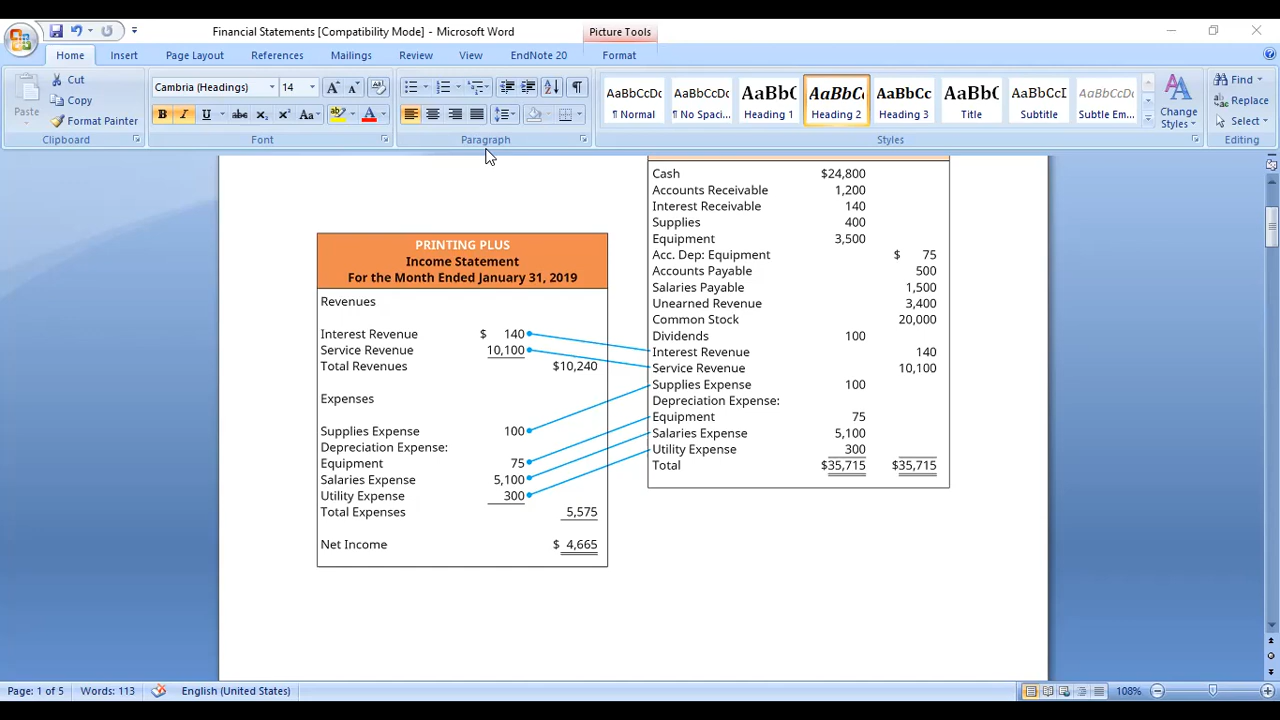 Financial Statements [Compatibility Mode] - Microsoft Word
Picture Tools
Home Insert Page Layout References Mailings Review View EndNote 20 Format
Paste
Cut
Copy
Format Painter
Clipboard
Cambria (Headings) 14
B I U abc x₂ x² Aa
Font
Paragraph
AaBbCcDc AaBbCcDc AaBbC AaBbCc AaBbCc AaBbC AaBbCcI AaBbCcI
¶ Normal ¶ No Spaci... Heading 1 Heading 2 Heading 3 Title Subtitle Subtle Em...
Change Styles
Styles
Find
Replace
Select
Editing
PRINTING PLUS
Income Statement
For the Month Ended January 31, 2019
Revenues
Interest Revenue $ 140
Service Revenue 10,100
Total Revenues $10,240
Expenses
Supplies Expense 100
Depreciation Expense:
Equipment 75
Salaries Expense 5,100
Utility Expense 300
Total Expenses 5,575
Net Income $ 4,665
Cash $24,800
Accounts Receivable 1,200
Interest Receivable 140
Supplies 400
Equipment 3,500
Acc. Dep: Equipment $ 75
Accounts Payable 500
Salaries Payable 1,500
Unearned Revenue 3,400
Common Stock 20,000
Dividends 100
Interest Revenue 140
Service Revenue 10,100
Supplies Expense 100
Depreciation Expense:
Equipment 75
Salaries Expense 5,100
Utility Expense 300
Total $35,715 $35,715
Page: 1 of 5 Words: 113 English (United States) 108%